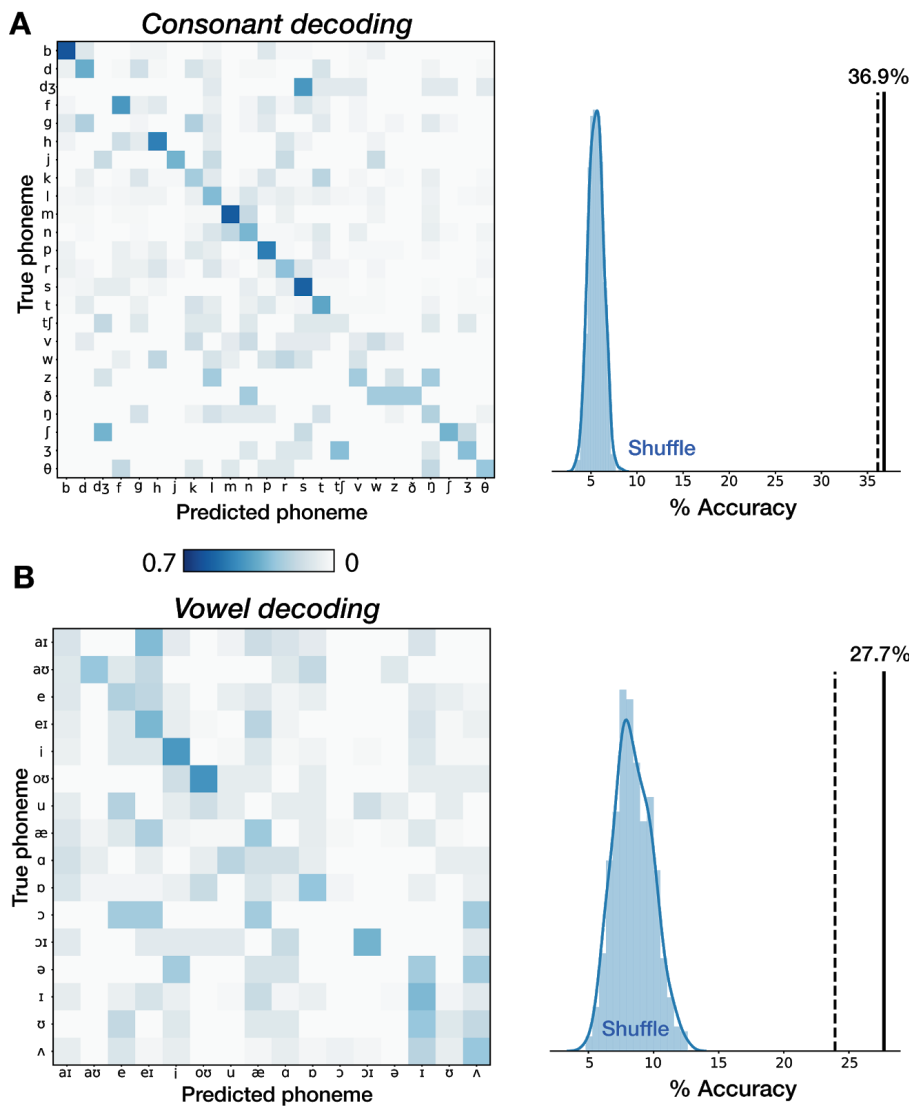 A
Consonant decoding
b
d
dʒ
f
g
h
j
k
l
m
n
p
r
s
t
tʃ
v
w
z
ð
ŋ
ʃ
ʒ
θ
True phoneme
b d dʒ f g h j k l m n p r s t tʃ v w z ð ŋ ʃ ʒ θ
Predicted phoneme
36.9%
Shuffle
5 10 15 20 25 30 35
% Accuracy
0.7 0
B
Vowel decoding
aɪ
aʊ
e
eɪ
i
oʊ
u
æ
ɑ
ɒ
ɔ
ɔɪ
ə
ɪ
ʊ
ʌ
True phoneme
aɪ aʊ e eɪ i oʊ u æ ɑ ɒ ɔ ɔɪ ə ɪ ʊ ʌ
Predicted phoneme
27.7%
Shuffle
5 10 15 20 25
% Accuracy